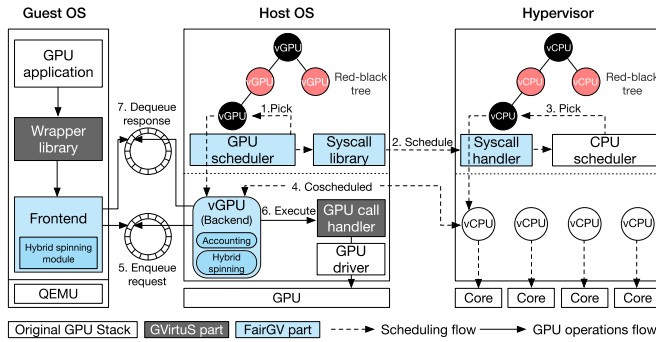 Guest OS
Host OS
Hypervisor
GPU
application
Wrapper
library
Frontend
Hybrid spinning
module
QEMU
7. Dequeue
response
5. Enqueue
request
vGPU
vGPU
vGPU
vGPU
Red-black
tree
1.Pick
GPU
scheduler
Syscall
library
2. Schedule
4. Coscheduled
vGPU
(Backend)
Accounting
Hybrid
spinning
6. Execute
GPU call
handler
GPU
driver
GPU
vCPU
vCPU
vCPU
vCPU
Red-black
tree
3. Pick
Syscall
handler
CPU
scheduler
vCPU
vCPU
vCPU
vCPU
Core
Core
Core
Core
Original GPU Stack
GVirtuS part
FairGV part
Scheduling flow
GPU operations flow